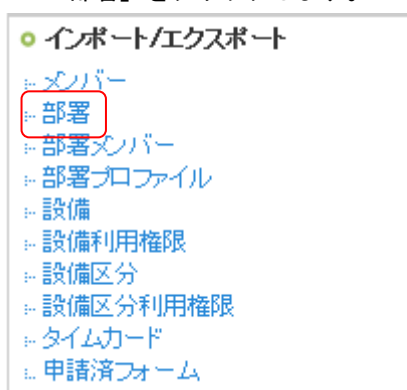 インポート/エクスポート
メンバー
部署
部署メンバー
部署プロファイル
設備
設備利用権限
設備区分
設備区分利用権限
タイムカード
申請済フォーム